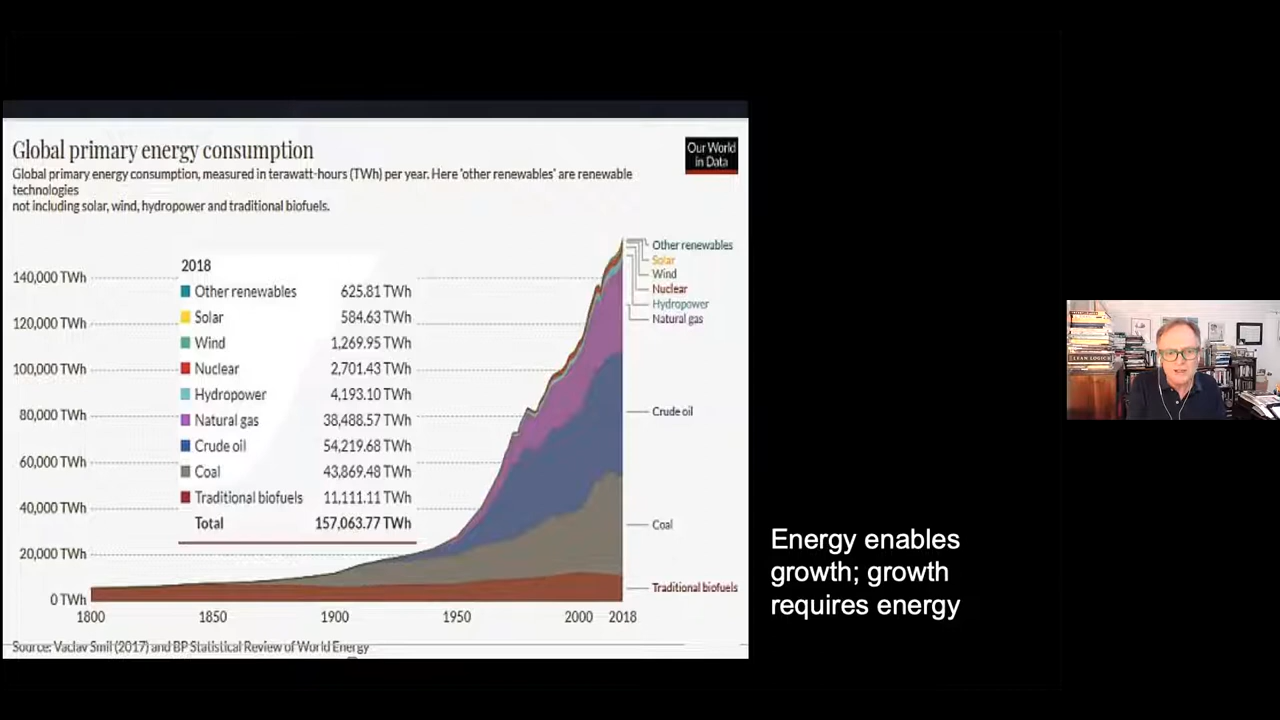 Global primary energy consumption
Our World
in Data
Global primary energy consumption, measured in terawatt-hours (TWh) per year. Here 'other renewables' are renewable
technologies
not including solar, wind, hydropower and traditional biofuels.
140,000 TWh
120,000 TWh
100,000 TWh
80,000 TWh
60,000 TWh
40,000 TWh
20,000 TWh
0 TWh
2018
Other renewables 625.81 TWh
Solar 584.63 TWh
Wind 1,269.95 TWh
Nuclear 2,701.43 TWh
Hydropower 4,193.10 TWh
Natural gas 38,488.57 TWh
Crude oil 54,219.68 TWh
Coal 43,869.48 TWh
Traditional biofuels 11,111.11 TWh
Total 157,063.77 TWh
Other renewables
Solar
Wind
Nuclear
Hydropower
Natural gas
Crude oil
Coal
Traditional biofuels
1800 1850 1900 1950 2000 2018
Source: Vaclav Smil (2017) and BP Statistical Review of World Energy
Energy enables
growth; growth
requires energy
LEAN LOGIC